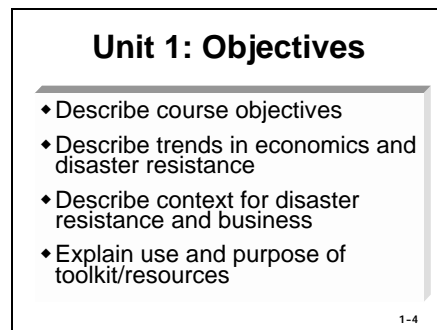 Unit 1: Objectives
◆Describe course objectives
◆Describe trends in economics and
disaster resistance
◆Describe context for disaster
resistance and business
◆Explain use and purpose of
toolkit/resources
1-4